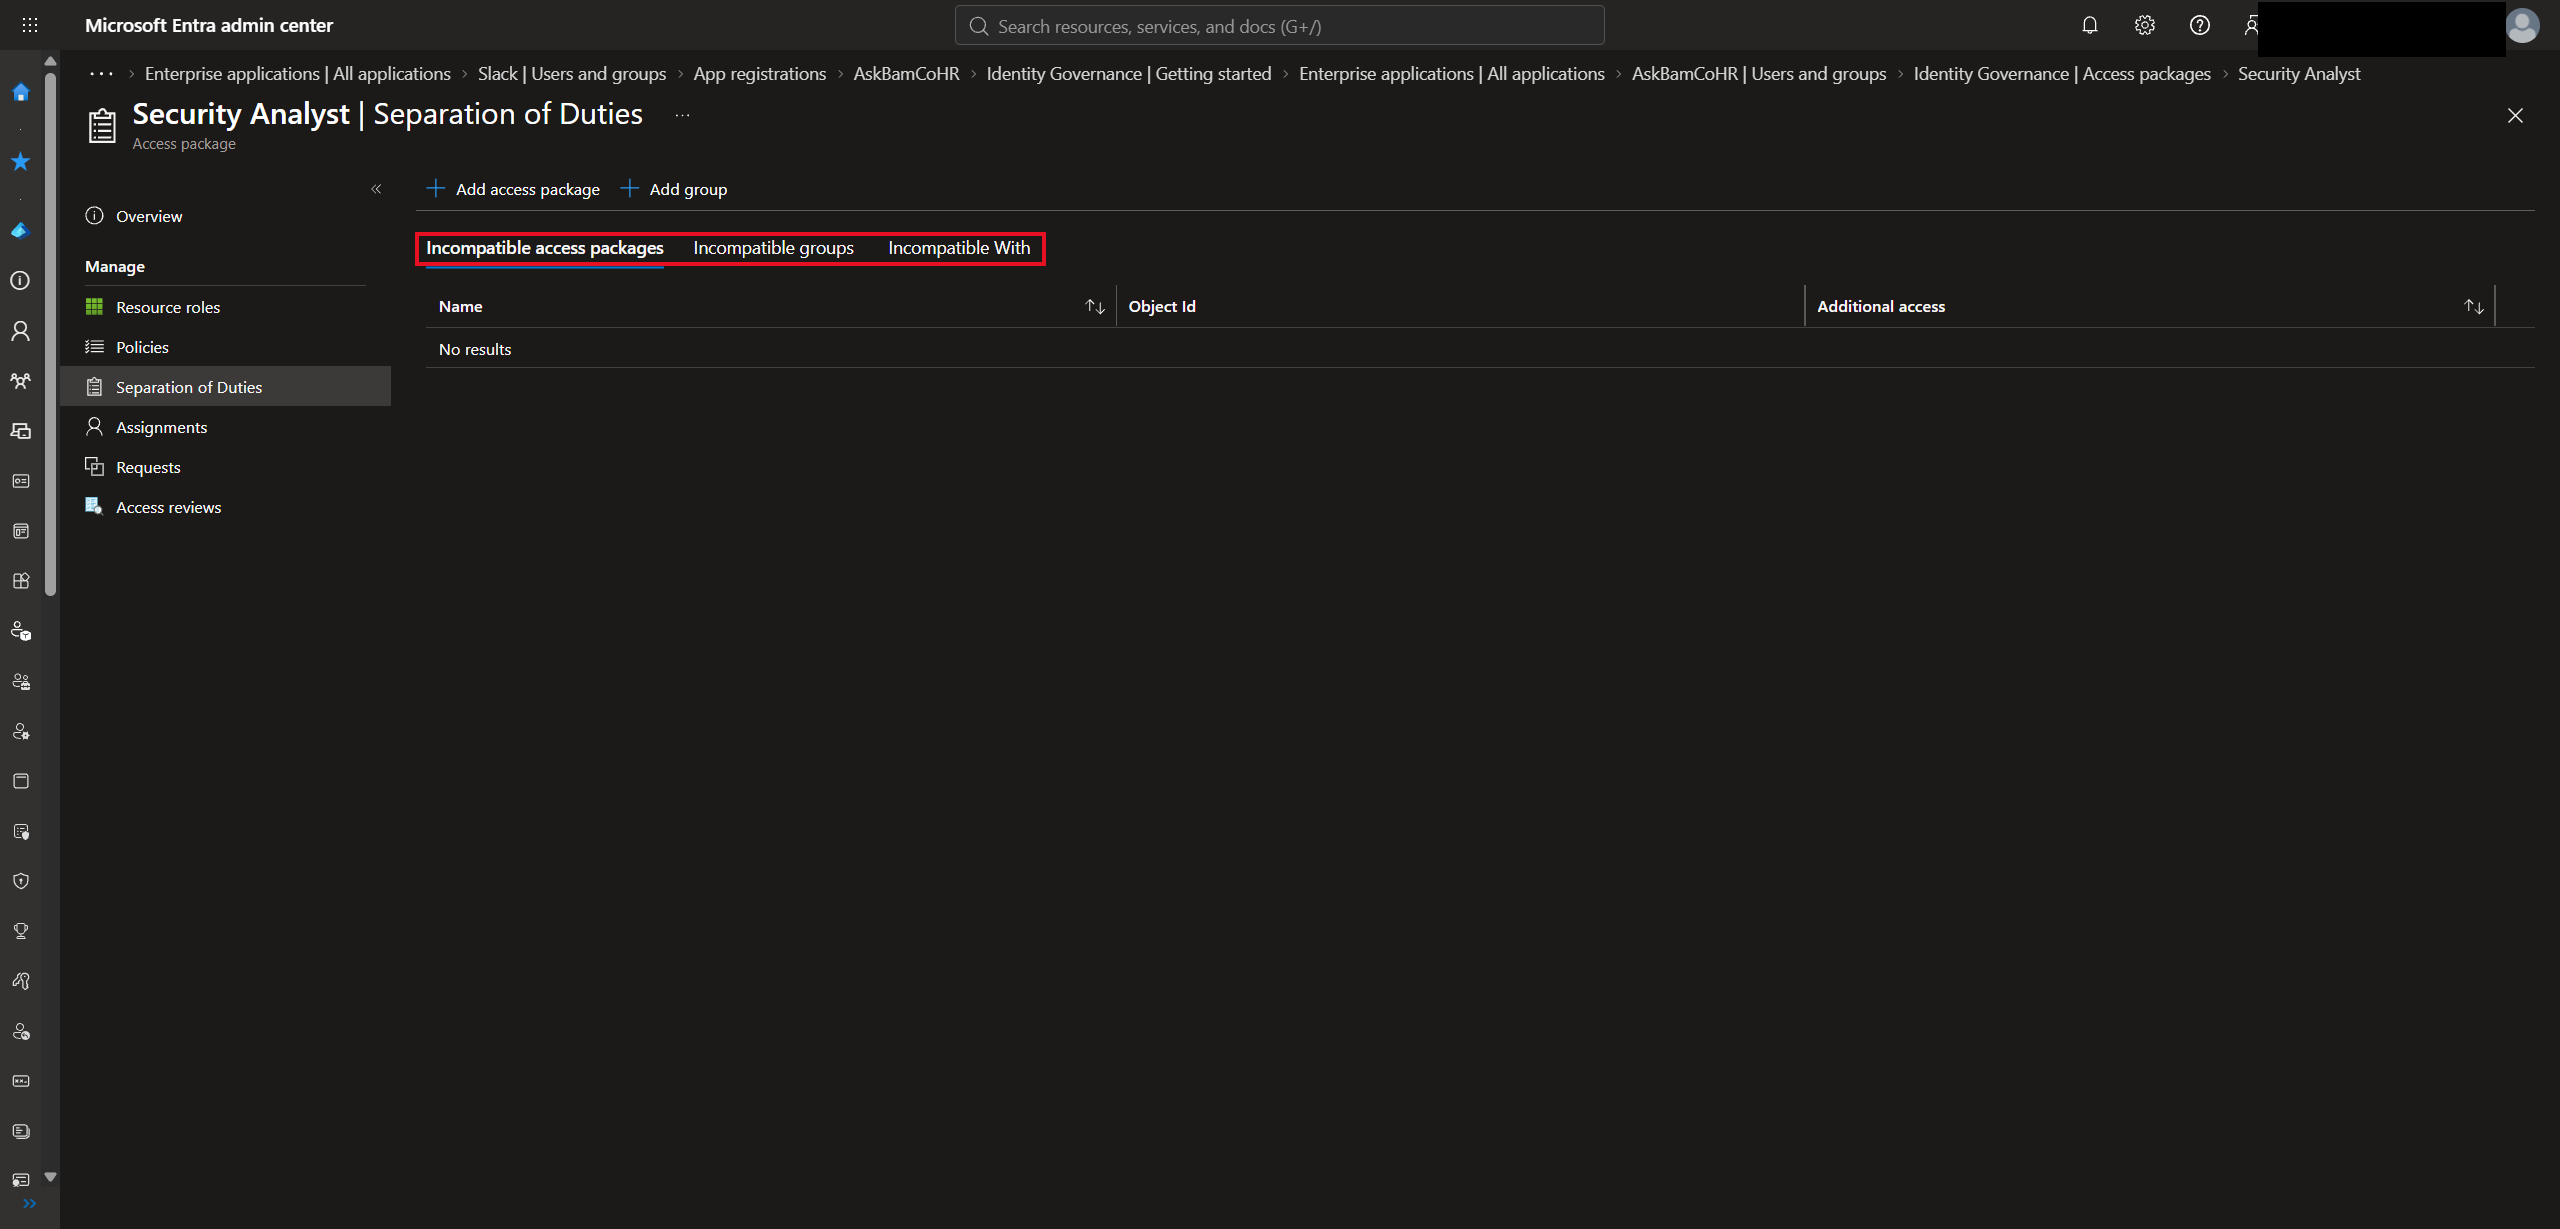 Microsoft Entra admin center
Search resources, services, and docs (G+/)
··· > Enterprise applications | All applications > Slack | Users and groups > App registrations > AskBamCoHR > Identity Governance | Getting started > Enterprise applications | All applications > AskBamCoHR | Users and groups > Identity Governance | Access packages > Security Analyst
Security Analyst | Separation of Duties ···
Access package
Add access package Add group
Overview
Manage
Resource roles
Policies
Separation of Duties
Assignments
Requests
Access reviews
Incompatible access packages Incompatible groups Incompatible With
Name Object Id Additional access
No results